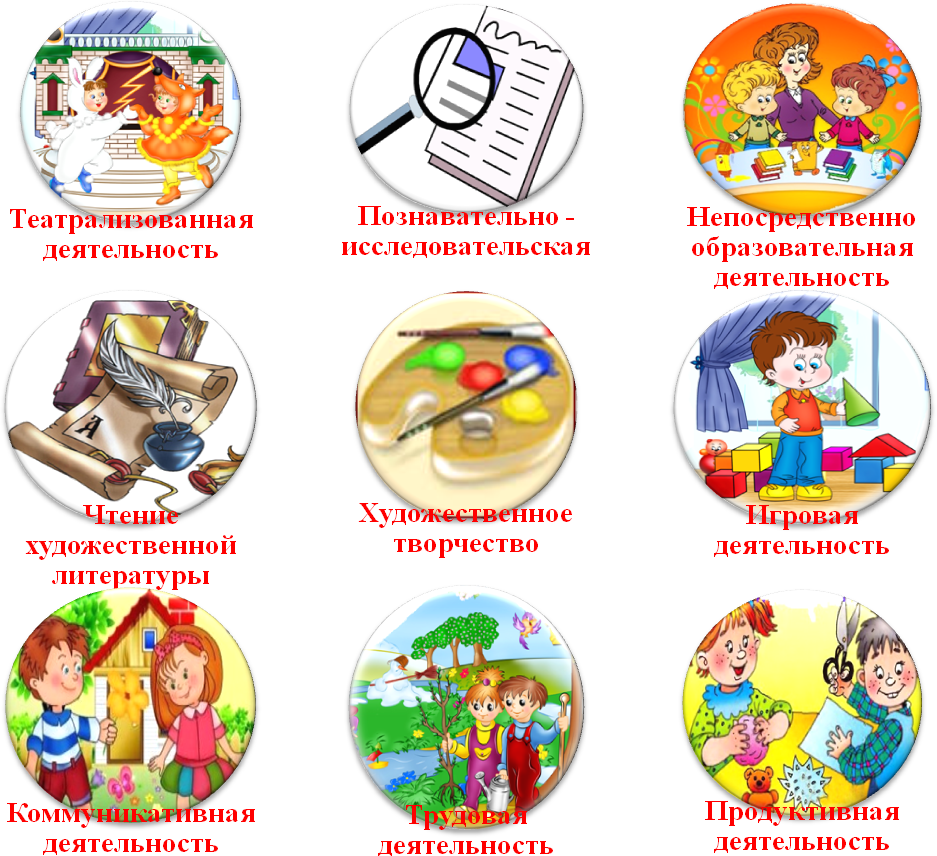 Театрализованная
деятельность
Познавательно -
исследовательская
Непосредственно
образовательная
деятельность
Чтение
художественной
литературы
А
Художественное
творчество
Игровая
деятельность
Коммуникативная
деятельность
Трудовая
деятельность
Продуктивная
деятельность